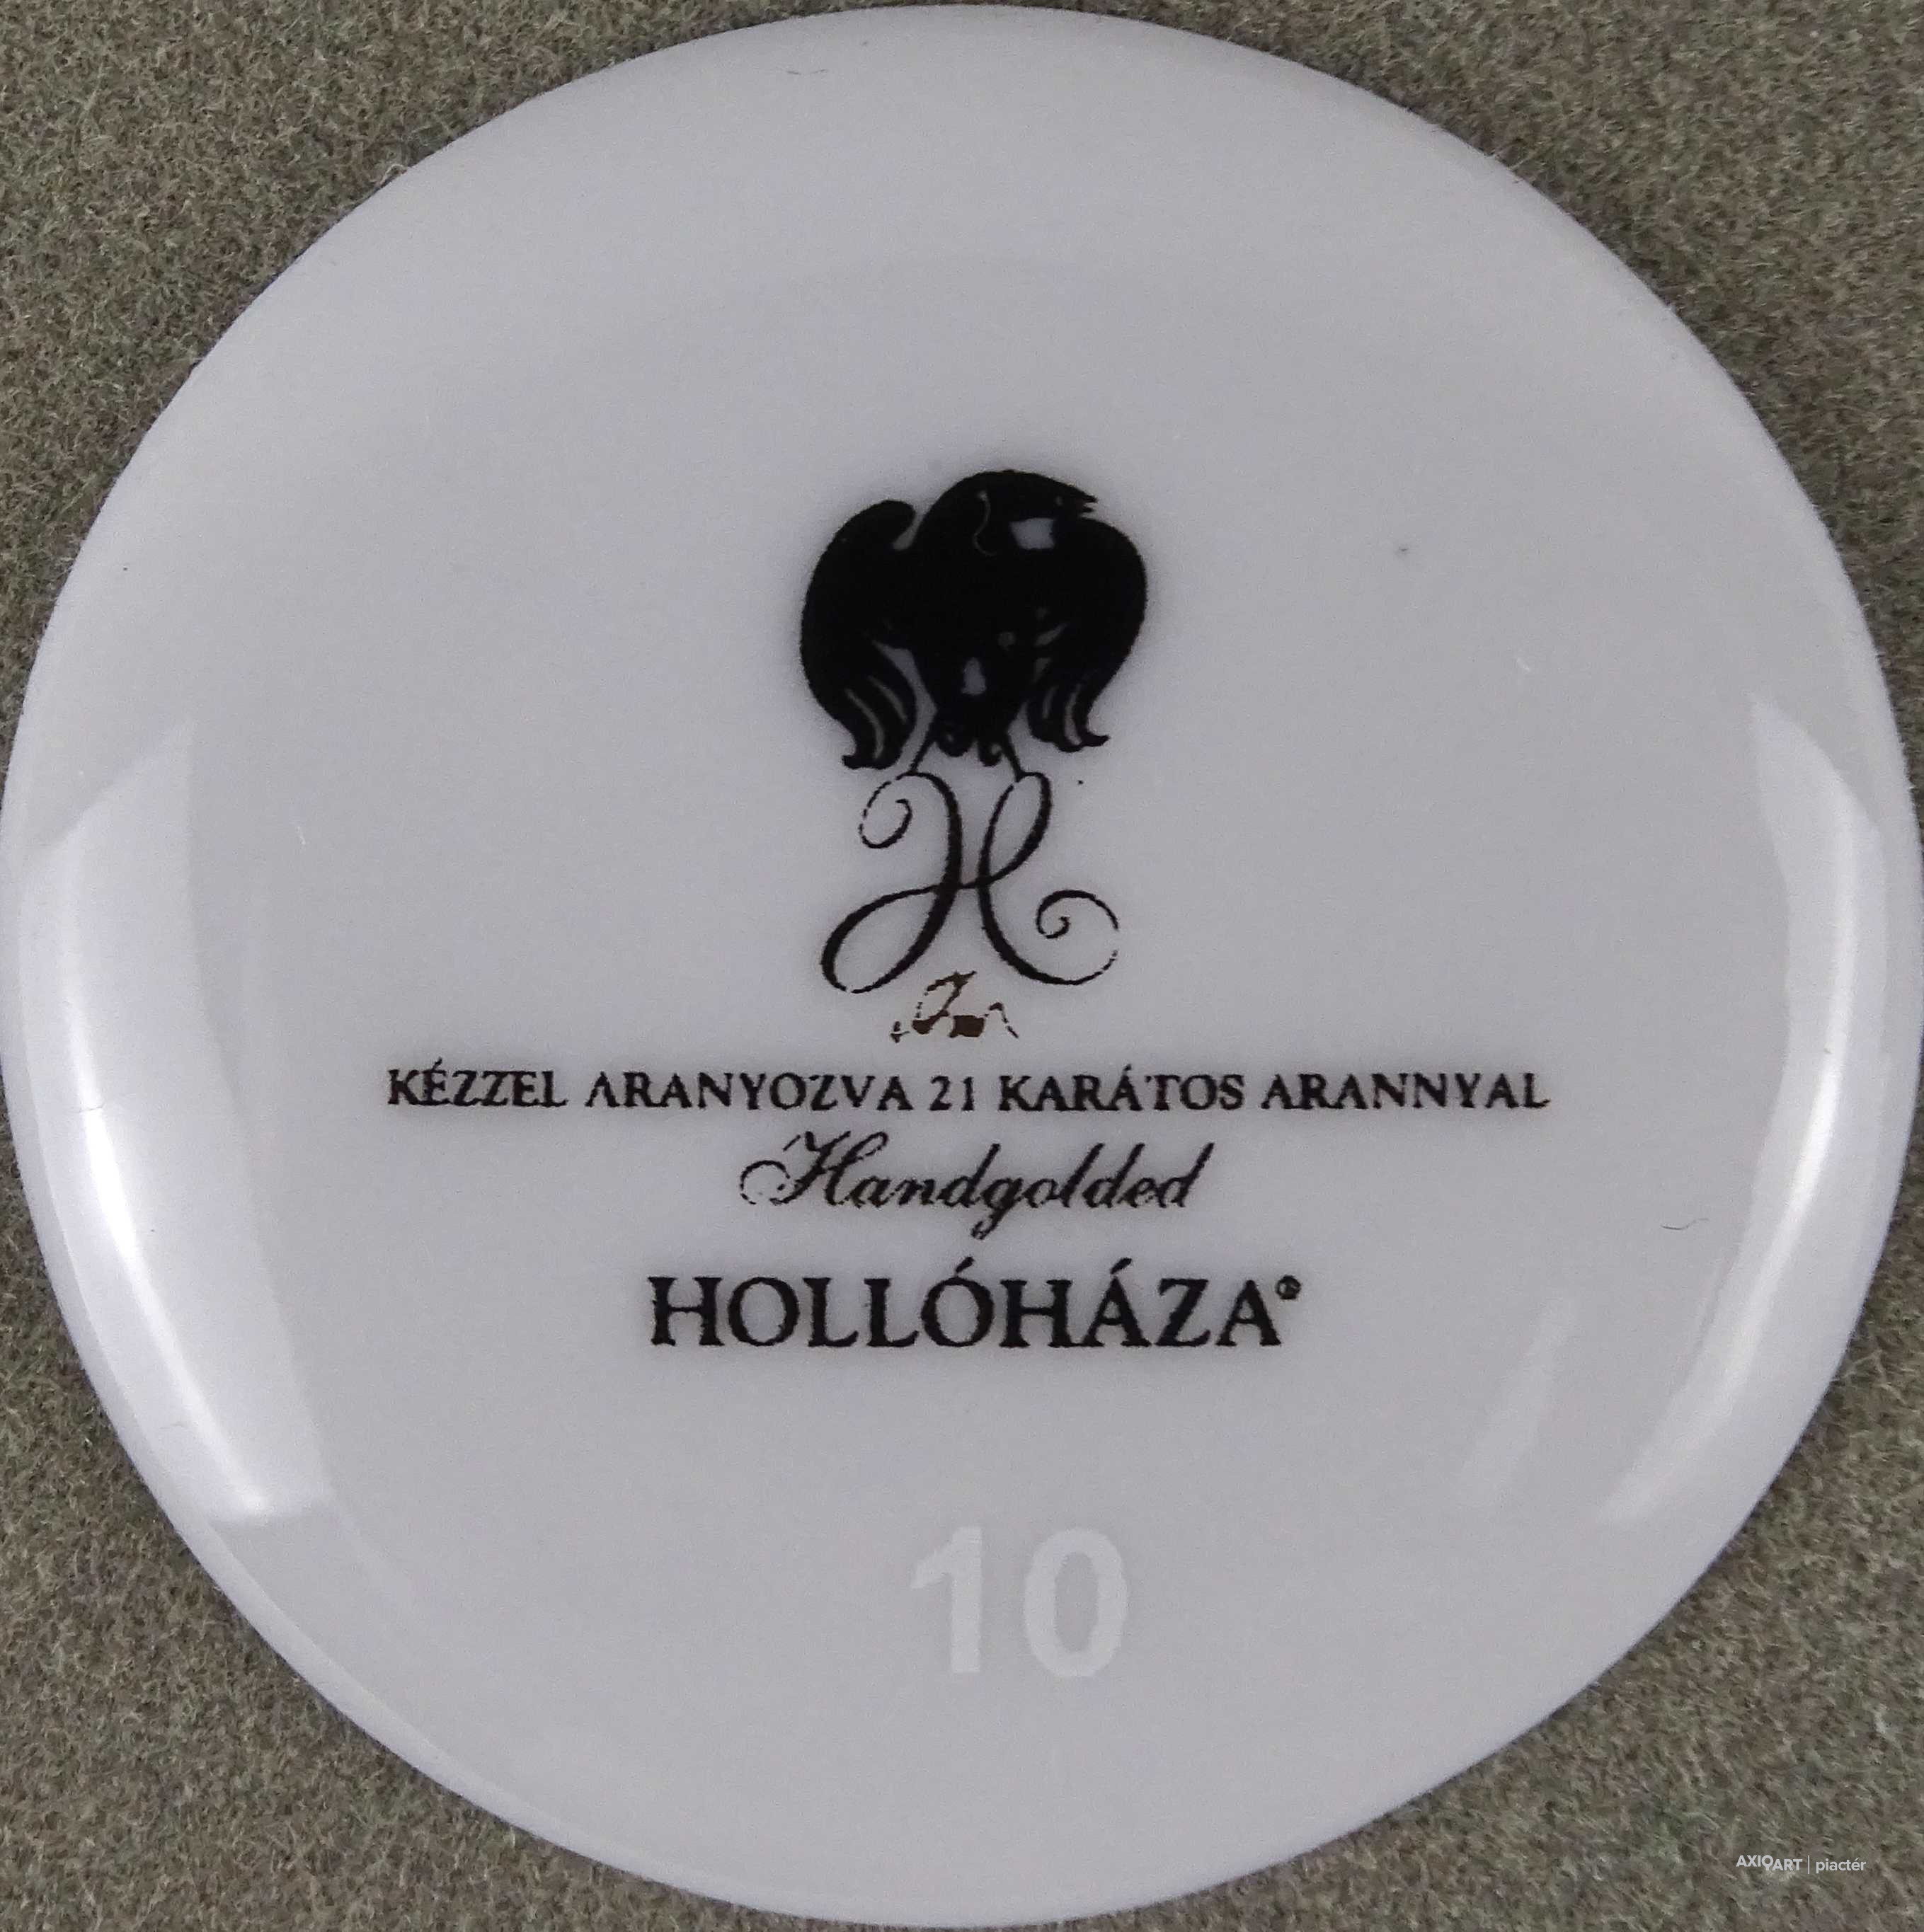 H
KÉZZEL ARANYOZVA 21 KARÁTOS ARANNYAL
Handgolded
HOLLÓHÁZA®
10
AXIOART | piactér